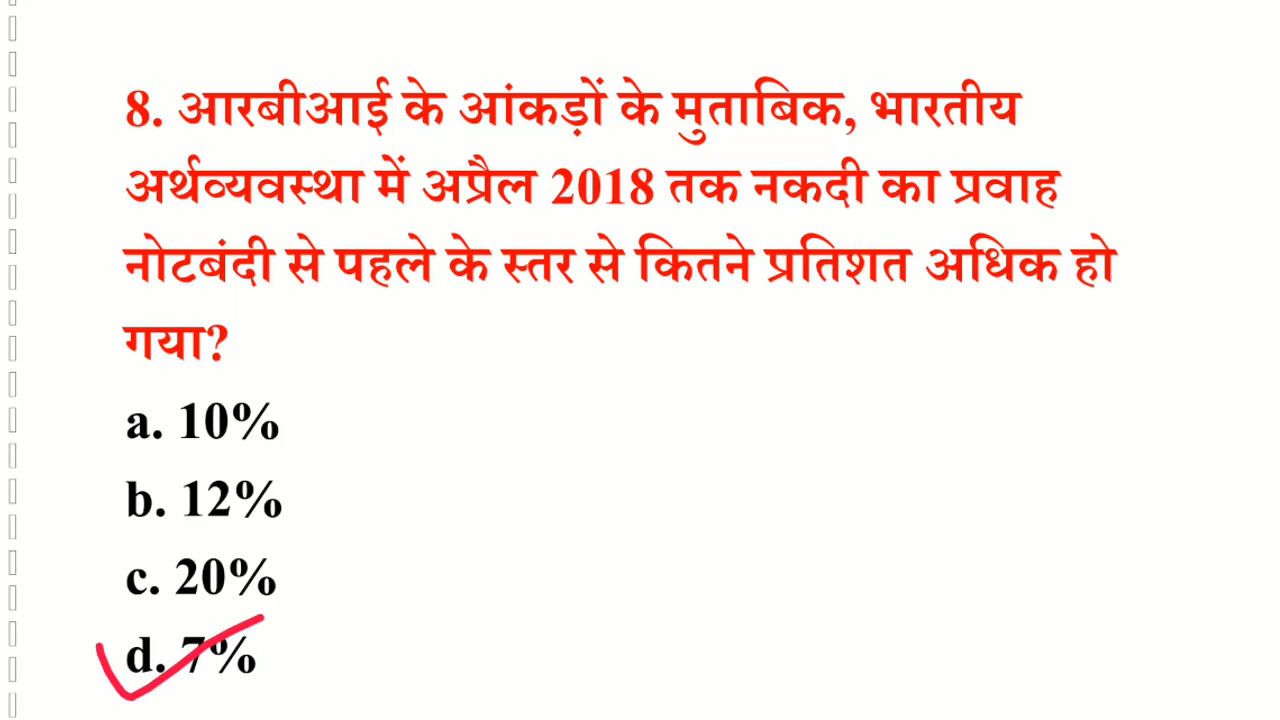 8. आरबीआई के आंकड़ों के मुताबिक, भारतीय
अर्थव्यवस्था में अप्रैल 2018 तक नकदी का प्रवाह
नोटबंदी से पहले के स्तर से कितने प्रतिशत अधिक हो
गया?
a. 10%
b. 12%
c. 20%
d. 7%